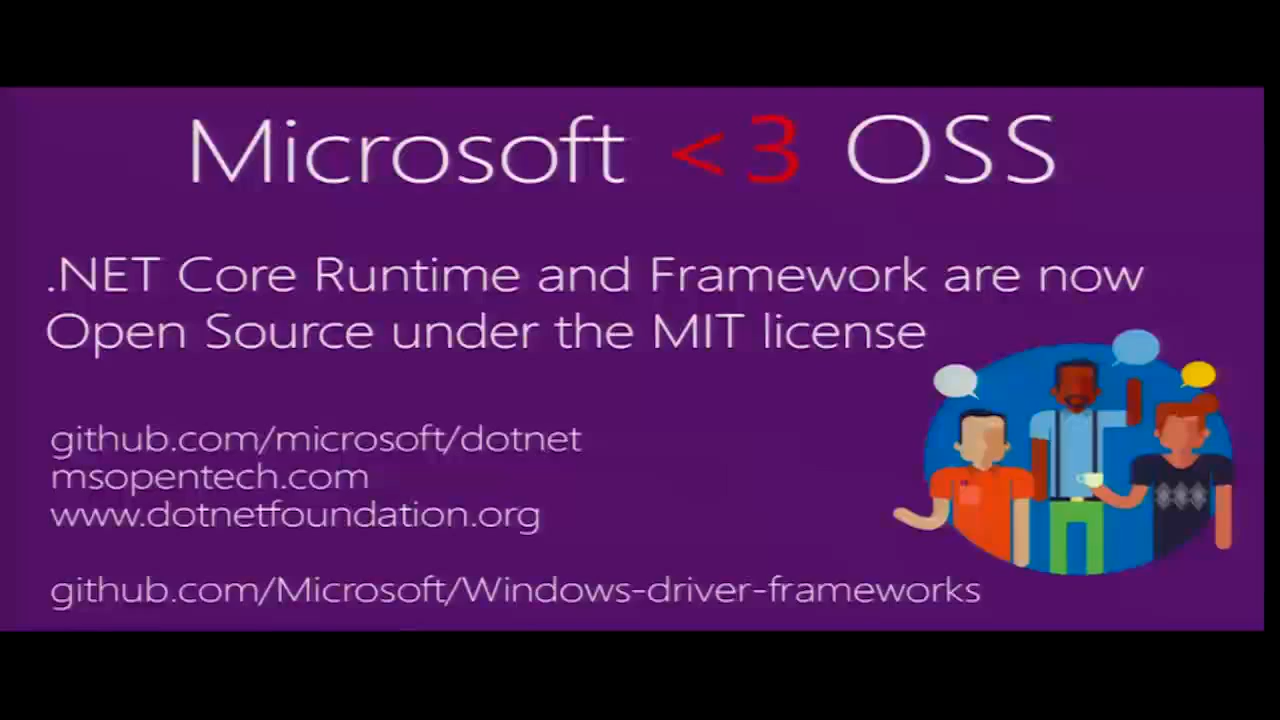 Microsoft <3 OSS
.NET Core Runtime and Framework are now
Open Source under the MIT license
github.com/microsoft/dotnet
msopentech.com
www.dotnetfoundation.org
github.com/Microsoft/Windows-driver-frameworks